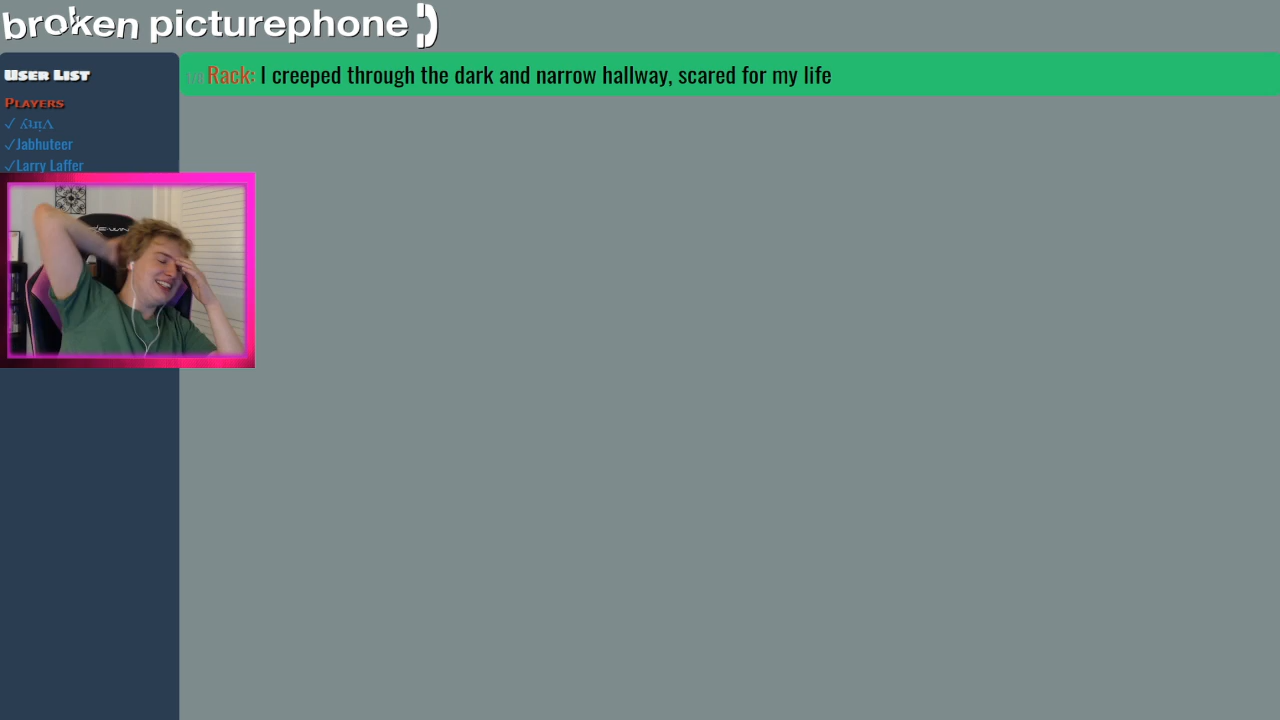 broken picturephone
User List
Players
✓
✓Jabhuteer
✓Larry Laffer
Rack: I creeped through the dark and narrow hallway, scared for my life